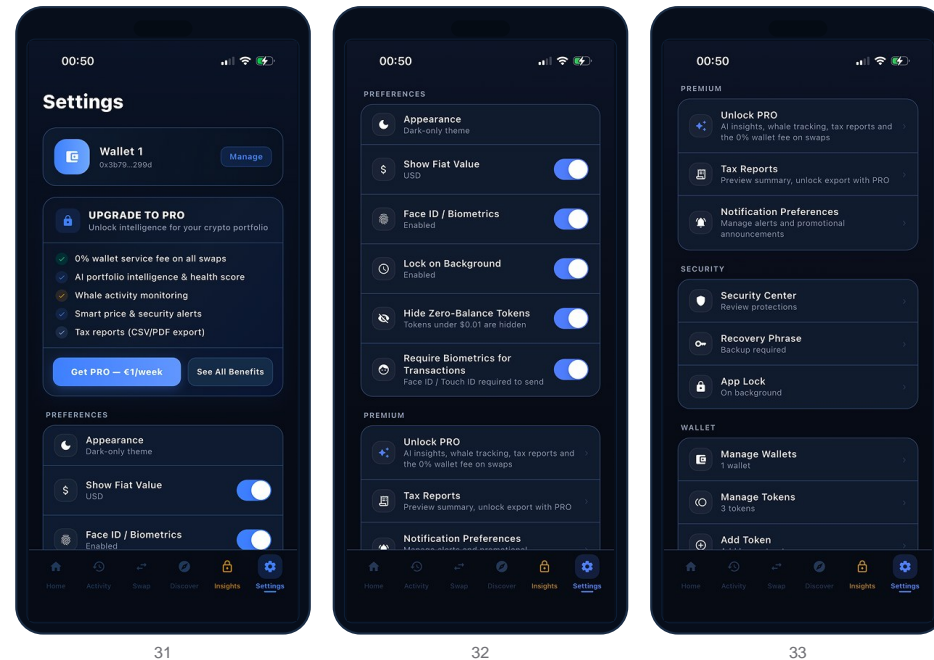 00:50
Settings
Wallet 1
0x3b79...299d
Manage
UPGRADE TO PRO
Unlock intelligence for your crypto portfolio
0% wallet service fee on all swaps
AI portfolio intelligence & health score
Whale activity monitoring
Smart price & security alerts
Tax reports (CSV/PDF export)
Get PRO — €1/week
See All Benefits
PREFERENCES
Appearance
Dark-only theme
Show Fiat Value
USD
Face ID / Biometrics
Enabled
Home
Activity
Swap
Discover
Insights
Settings
31
00:50
PREFERENCES
Appearance
Dark-only theme
Show Fiat Value
USD
Face ID / Biometrics
Enabled
Lock on Background
Enabled
Hide Zero-Balance Tokens
Tokens under $0.01 are hidden
Require Biometrics for
Transactions
Face ID / Touch ID required to send
PREMIUM
Unlock PRO
AI insights, whale tracking, tax reports and
the 0% wallet fee on swaps
Tax Reports
Preview summary, unlock export with PRO
Notification Preferences
Manage alerts and promotional
Home
Activity
Swap
Discover
Insights
Settings
32
00:50
PREMIUM
Unlock PRO
AI insights, whale tracking, tax reports and
the 0% wallet fee on swaps
Tax Reports
Preview summary, unlock export with PRO
Notification Preferences
Manage alerts and promotional
announcements
SECURITY
Security Center
Review protections
Recovery Phrase
Backup required
App Lock
On background
WALLET
Manage Wallets
1 wallet
Manage Tokens
3 tokens
Add Token
Home
Activity
Swap
Discover
Insights
Settings
33